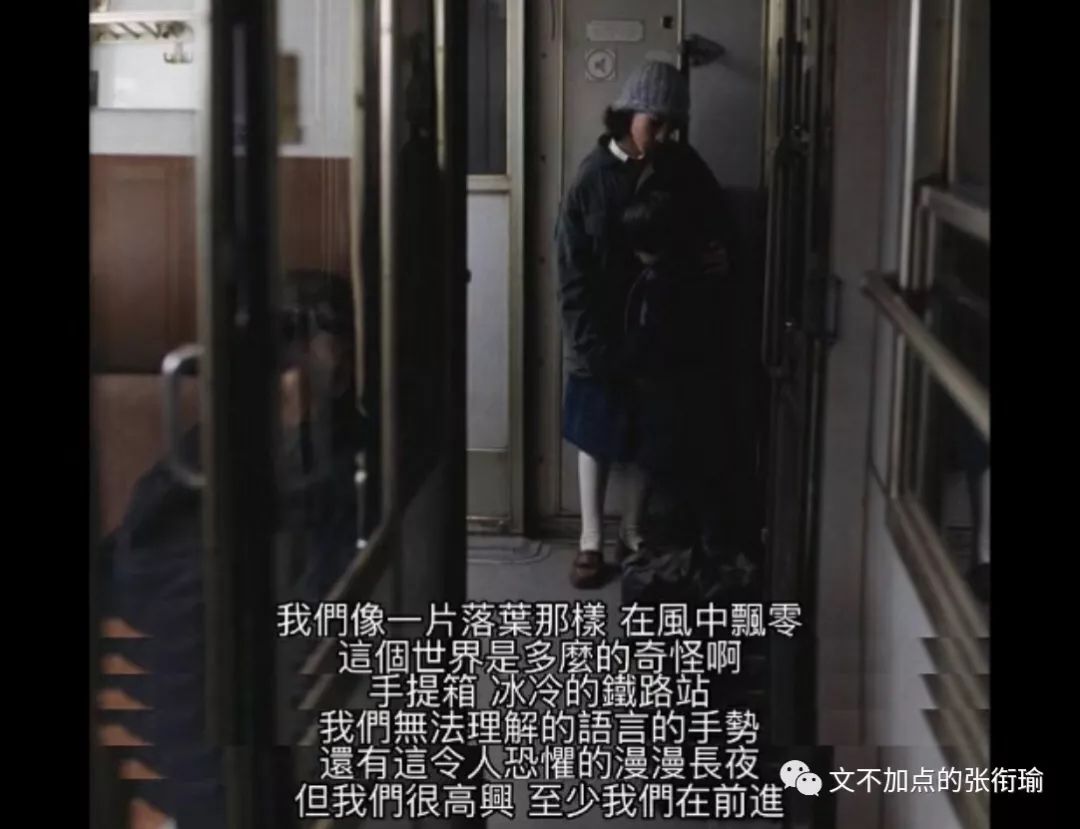 我們像一片落葉那樣 在風中飄零
這個世界是多麼的奇怪啊
手提箱 冰冷的鐵路站
我們無法理解的語言的手勢
還有這令人恐懼的漫漫長夜
但我們很高興 至少我們在前進
文不加点的张衔瑜